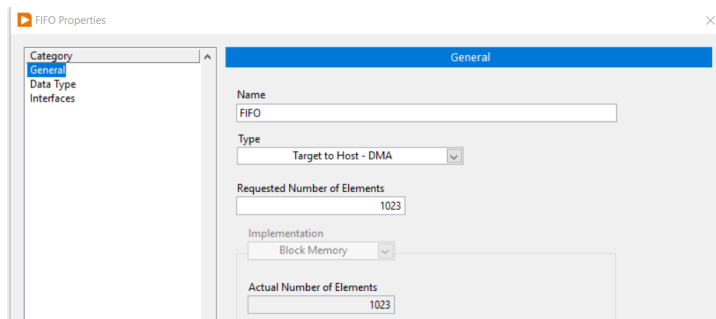 FIFO Properties
Category
General
Data Type
Interfaces
General
Name
FIFO
Type
Target to Host - DMA
Requested Number of Elements
1023
Implementation
Block Memory
Actual Number of Elements
1023